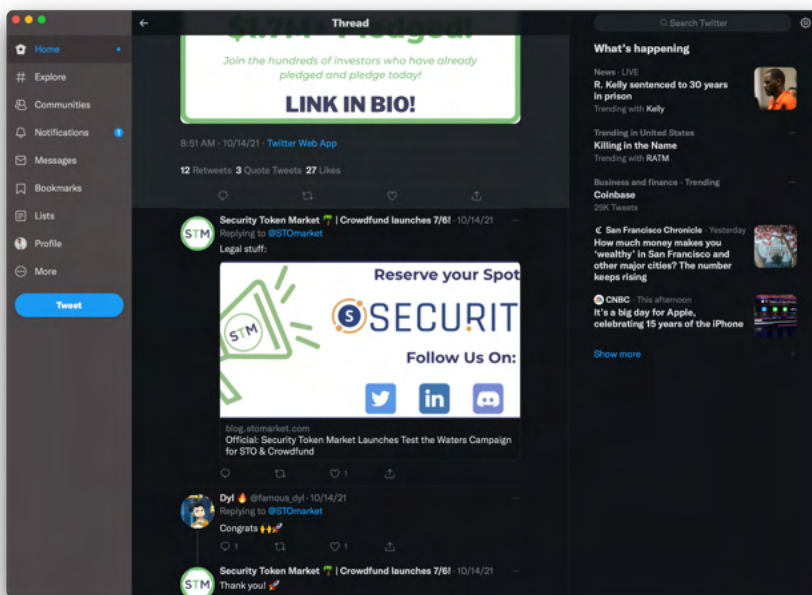 Home
Explore
Communities
Notifications
1
Messages
Bookmarks
Lists
Profile
More
Tweet
Thread
$1.7M+ Pledged!
Join the hundreds of investors who have already
pledged and pledge today!
LINK IN BIO!
8:51 AM · 10/14/21 · Twitter Web App
12 Retweets 3 Quote Tweets 27 Likes
Security Token Market 🌴 | Crowdfund launches 7/6! · 10/14/21
Replying to @STOmarket
Legal stuff:
STM
Reserve your Spot
STM
S SECURIT
Follow Us On:
in
blog.stomarket.com
Official: Security Token Market Launches Test the Waters Campaign
for STO & Crowdfund
1
Dyl 🔥 @famous_dyl · 10/14/21
Replying to @STOmarket
Congrats 🙌🚀
1 1
Security Token Market 🌴 | Crowdfund launches 7/6! · 10/14/21
STM
Thank you! 🚀
Search Twitter
What's happening
News · LIVE
R. Kelly sentenced to 30 years
in prison
Trending with Kelly
Trending in United States
Killing in the Name
Trending with RATM
Business and finance · Trending
Coinbase
29K Tweets
San Francisco Chronicle · Yesterday
How much money makes you
'wealthy' in San Francisco and
other major cities? The number
keeps rising
CNBC · This afternoon
It's a big day for Apple,
celebrating 15 years of the iPhone
Show more